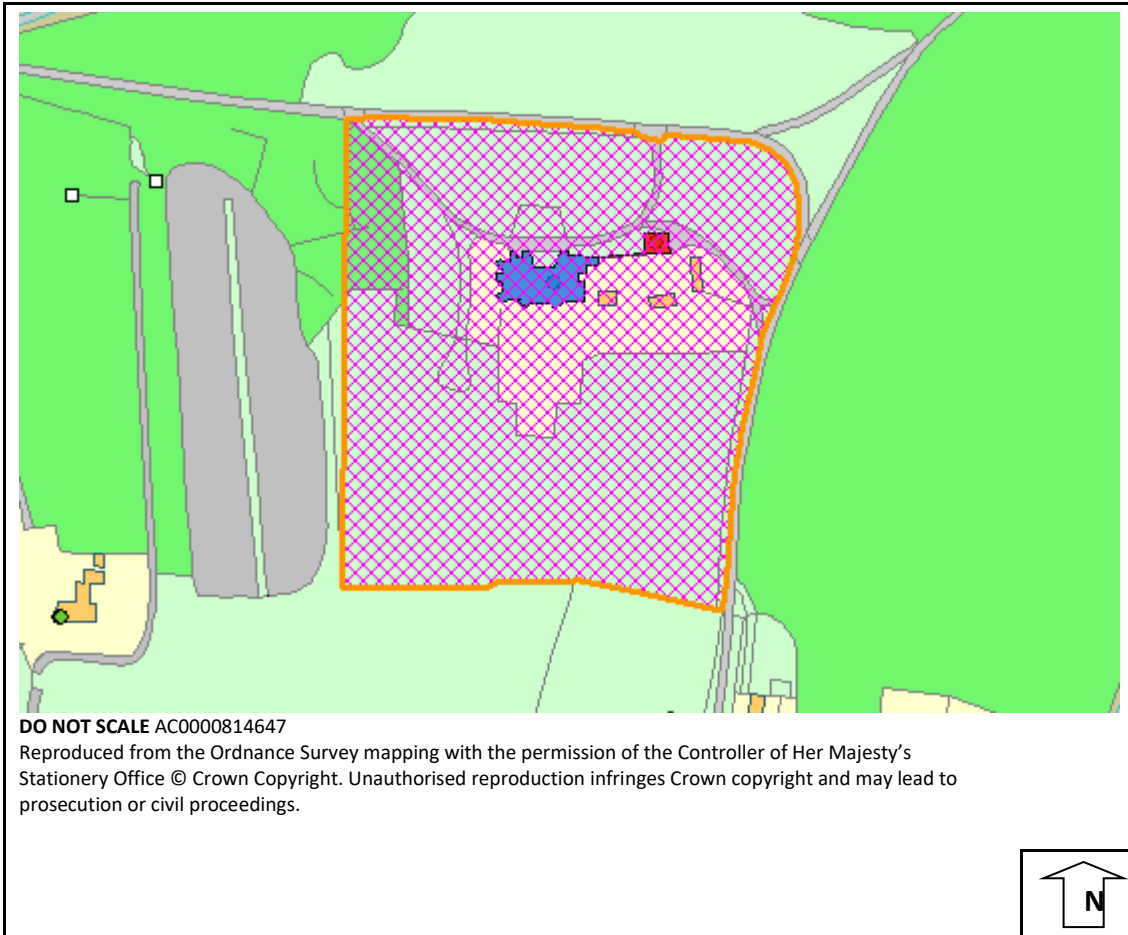 DO NOT SCALE AC0000814647
Reproduced from the Ordnance Survey mapping with the permission of the Controller of Her Majesty’s
Stationery Office © Crown Copyright. Unauthorised reproduction infringes Crown copyright and may lead to
prosecution or civil proceedings.
N